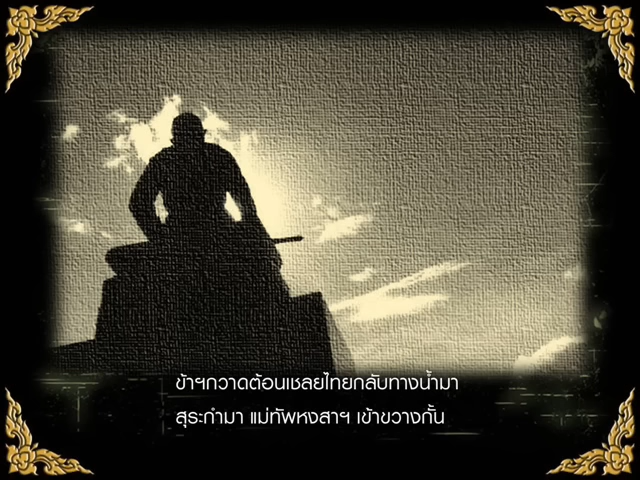 ข้าฯกวาดต้อนเชลยไทยกลับทางน้ำมา
สุระกำมา แม่ทัพหงสาฯ เข้าขวางกั้น